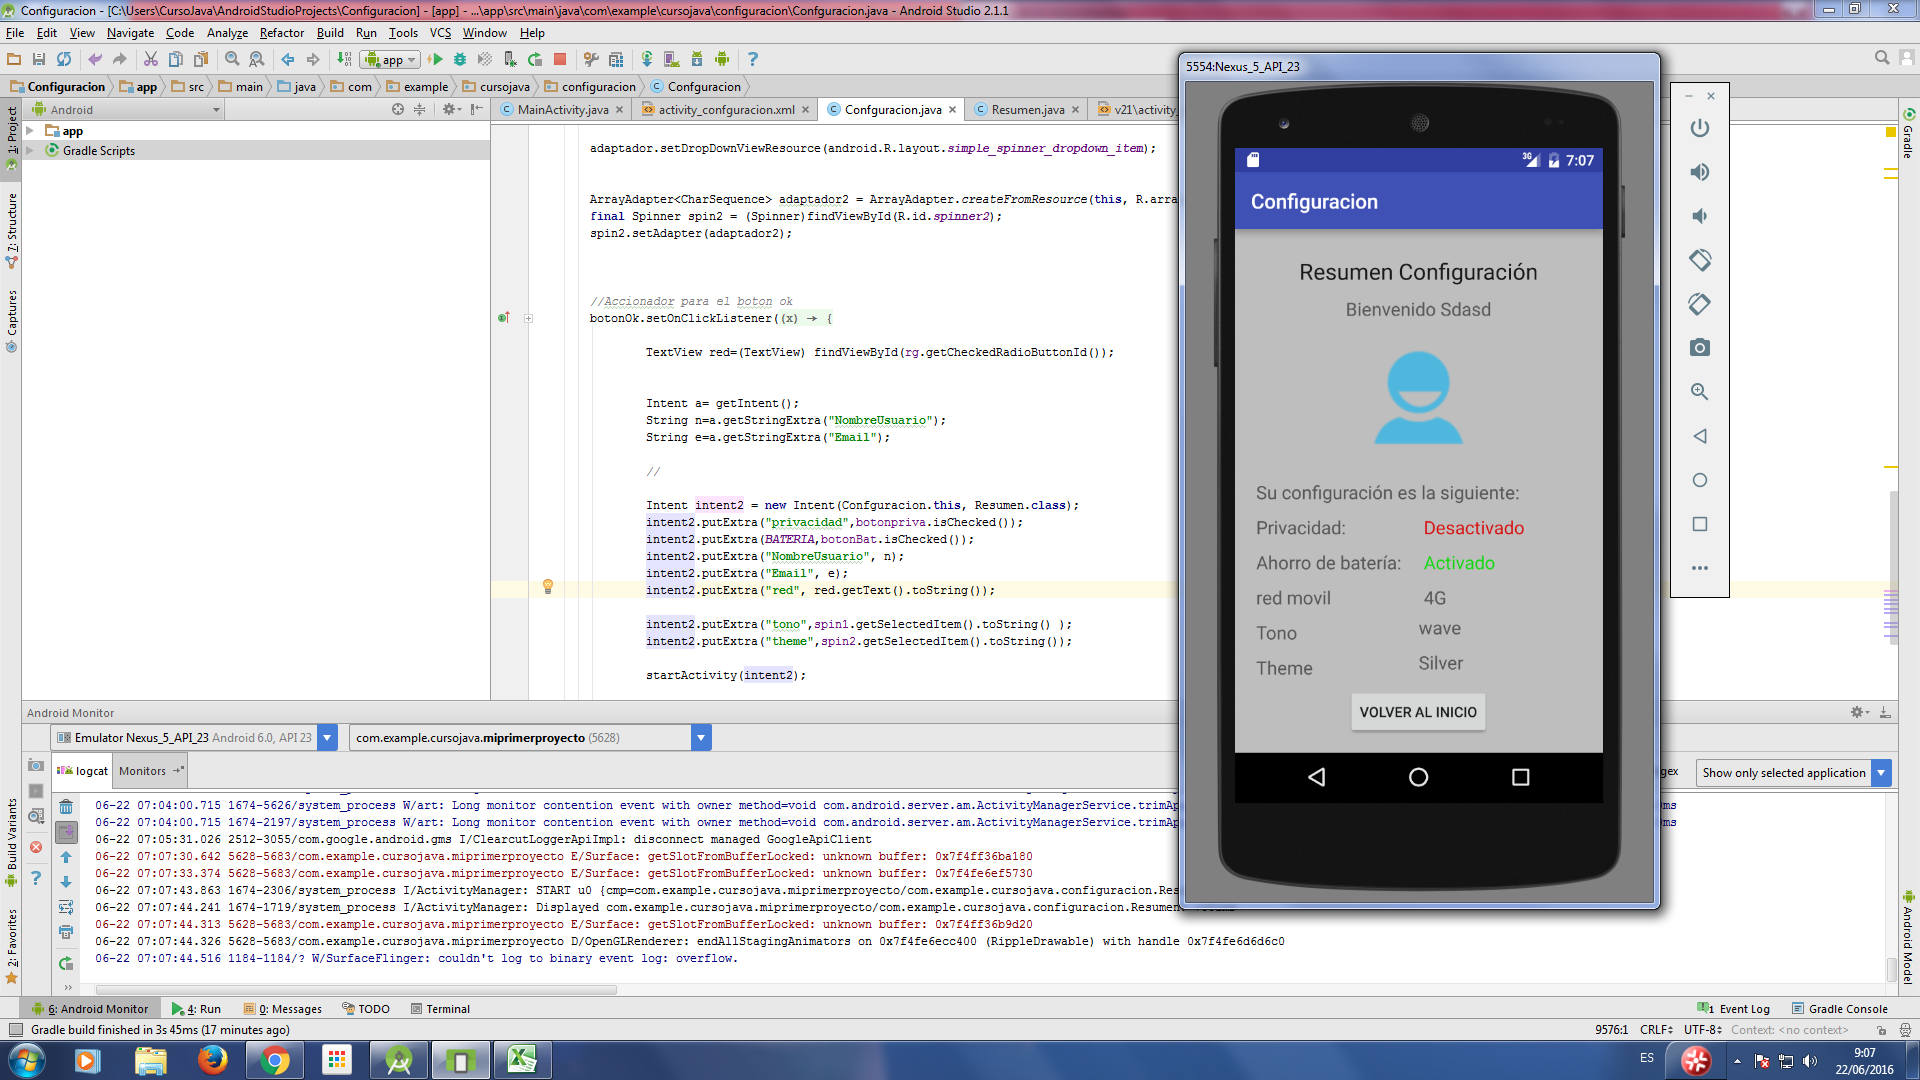 Configuracion - [C:\Users\CursoJava\AndroidStudioProjects\Configuracion] - [app] - ...\app\src\main\java\com\example\cursojava\configuracion\Confguracion.java - Android Studio 2.1.1
File Edit View Navigate Code Analyze Refactor Build Run Tools VCS Window Help
app
Configuracion app src main java com example cursojava configuracion Confguracion
Android
MainActivity.java activity_confguracion.xml Confguracion.java Resumen.java v21\activity_
1: Project
7: Structure
Captures
Build Variants
2: Favorites
app
Gradle Scripts
adaptador.setDropDownViewResource(android.R.layout.simple_spinner_dropdown_item);
ArrayAdapter<CharSequence> adaptador2 = ArrayAdapter.createFromResource(this, R.arra
final Spinner spin2 = (Spinner)findViewById(R.id.spinner2);
spin2.setAdapter(adaptador2);
//Accionador para el boton ok
botonOk.setOnClickListener((x) → {
TextView red=(TextView) findViewById(rg.getCheckedRadioButtonId());
Intent a= getIntent();
String n=a.getStringExtra("NombreUsuario");
String e=a.getStringExtra("Email");
//
Intent intent2 = new Intent(Confguracion.this, Resumen.class);
intent2.putExtra("privacidad",botonpriva.isChecked());
intent2.putExtra(BATERIA,botonBat.isChecked());
intent2.putExtra("NombreUsuario", n);
intent2.putExtra("Email", e);
intent2.putExtra("red", red.getText().toString());
intent2.putExtra("tono",spin1.getSelectedItem().toString() );
intent2.putExtra("theme",spin2.getSelectedItem().toString());
startActivity(intent2);
5554:Nexus_5_API_23
3G 7:07
Configuracion
Resumen Configuración
Bienvenido Sdasd
Su configuración es la siguiente:
Privacidad: Desactivado
Ahorro de batería: Activado
red movil 4G
Tono wave
Theme Silver
VOLVER AL INICIO
Gradle
Android Model
Android Monitor
Emulator Nexus_5_API_23 Android 6.0, API 23 com.example.cursojava.miprimerproyecto (5628)
logcat Monitors gex Show only selected application
06-22 07:04:00.715 1674-5626/system_process W/art: Long monitor contention event with owner method=void com.android.server.am.ActivityManagerService.trimAp
06-22 07:04:00.715 1674-2197/system_process W/art: Long monitor contention event with owner method=void com.android.server.am.ActivityManagerService.trimAp
06-22 07:05:31.026 2512-3055/com.google.android.gms I/ClearcutLoggerApiImpl: disconnect managed GoogleApiClient
06-22 07:07:30.642 5628-5683/com.example.cursojava.miprimerproyecto E/Surface: getSlotFromBufferLocked: unknown buffer: 0x7f4ff36ba180
06-22 07:07:33.374 5628-5683/com.example.cursojava.miprimerproyecto E/Surface: getSlotFromBufferLocked: unknown buffer: 0x7f4fe6ef5730
06-22 07:07:43.863 1674-2306/system_process I/ActivityManager: START u0 {cmp=com.example.cursojava.miprimerproyecto/com.example.cursojava.configuracion.Res
06-22 07:07:44.241 1674-1719/system_process I/ActivityManager: Displayed com.example.cursojava.miprimerproyecto/com.example.cursojava.configuracion.Resumen
06-22 07:07:44.313 5628-5683/com.example.cursojava.miprimerproyecto E/Surface: getSlotFromBufferLocked: unknown buffer: 0x7f4ff36b9d20
06-22 07:07:44.326 5628-5683/com.example.cursojava.miprimerproyecto D/OpenGLRenderer: endAllStagingAnimators on 0x7f4fe6ecc400 (RippleDrawable) with handle 0x7f4fe6d6d6c0
06-22 07:07:44.516 1184-1184/? W/SurfaceFlinger: couldn't log to binary event log: overflow.
6: Android Monitor 4: Run 0: Messages TODO Terminal 1 Event Log Gradle Console
Gradle build finished in 3s 45ms (17 minutes ago) 9576:1 CRLF UTF-8 Context: <no context>
ES 9:07
22/06/2016